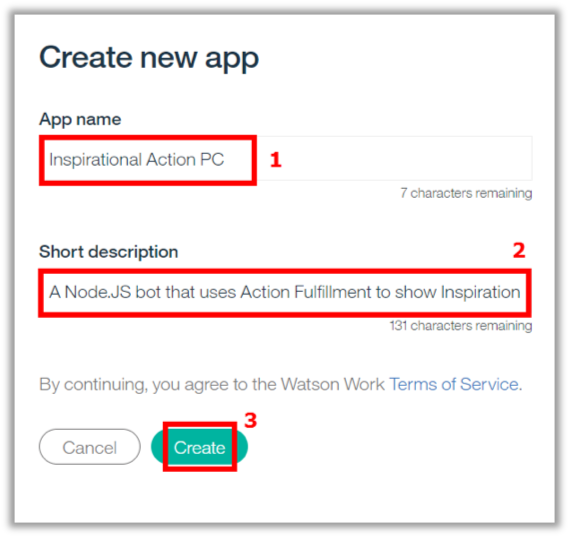 Create new app
App name
Inspirational Action PC 1
7 characters remaining
Short description 2
A Node.JS bot that uses Action Fulfillment to show Inspiration
131 characters remaining
By continuing, you agree to the Watson Work Terms of Service.
3
Cancel Create